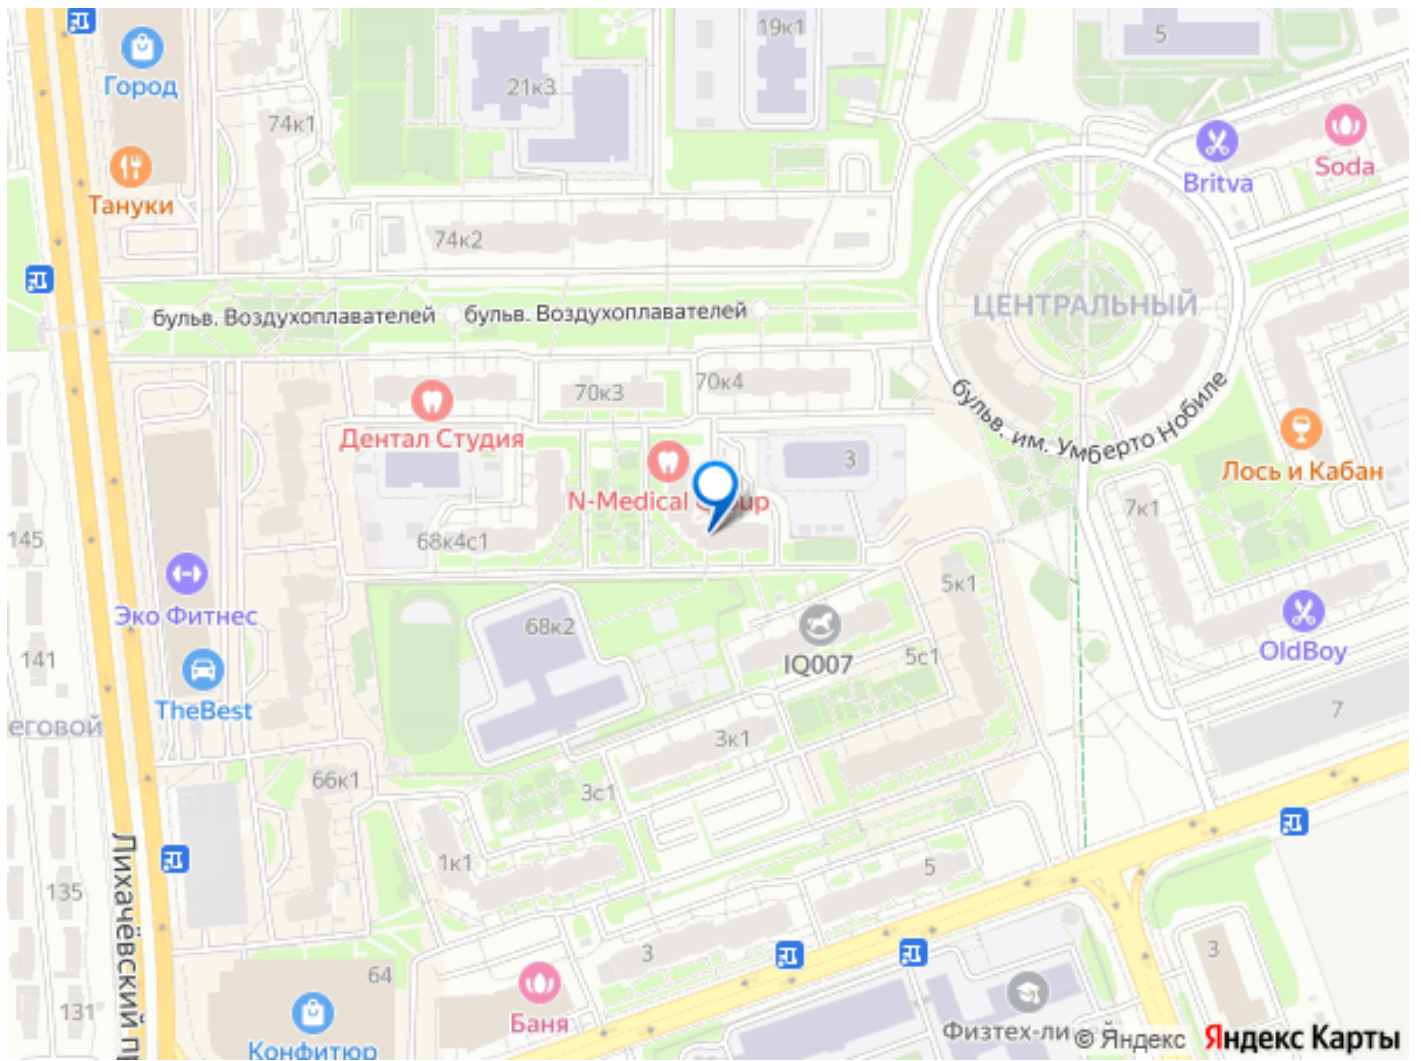 Город
19к1
5
21к3
74к1
Britva
Soda
Тануки
74к2
ЦЕНТРАЛЬНЫЙ
бульв. Воздухоплавателей
бульв. Воздухоплавателей
70к3
70к4
бульв. им. Умберто Нобиле
Дентал Студия
3
Лось и Кабан
N-Medical Group
7к1
145
68к4с1
5к1
Эко Фитнес
68к2
IQ007
5с1
OldBoy
141
TheBest
еговой
3к1
7
66к1
3с1
1к1
5
135
Лихачёвский пр
3
64
3
131
Баня
Конфитюр
Физтех-ли
© Яндекс
Яндекс Карты